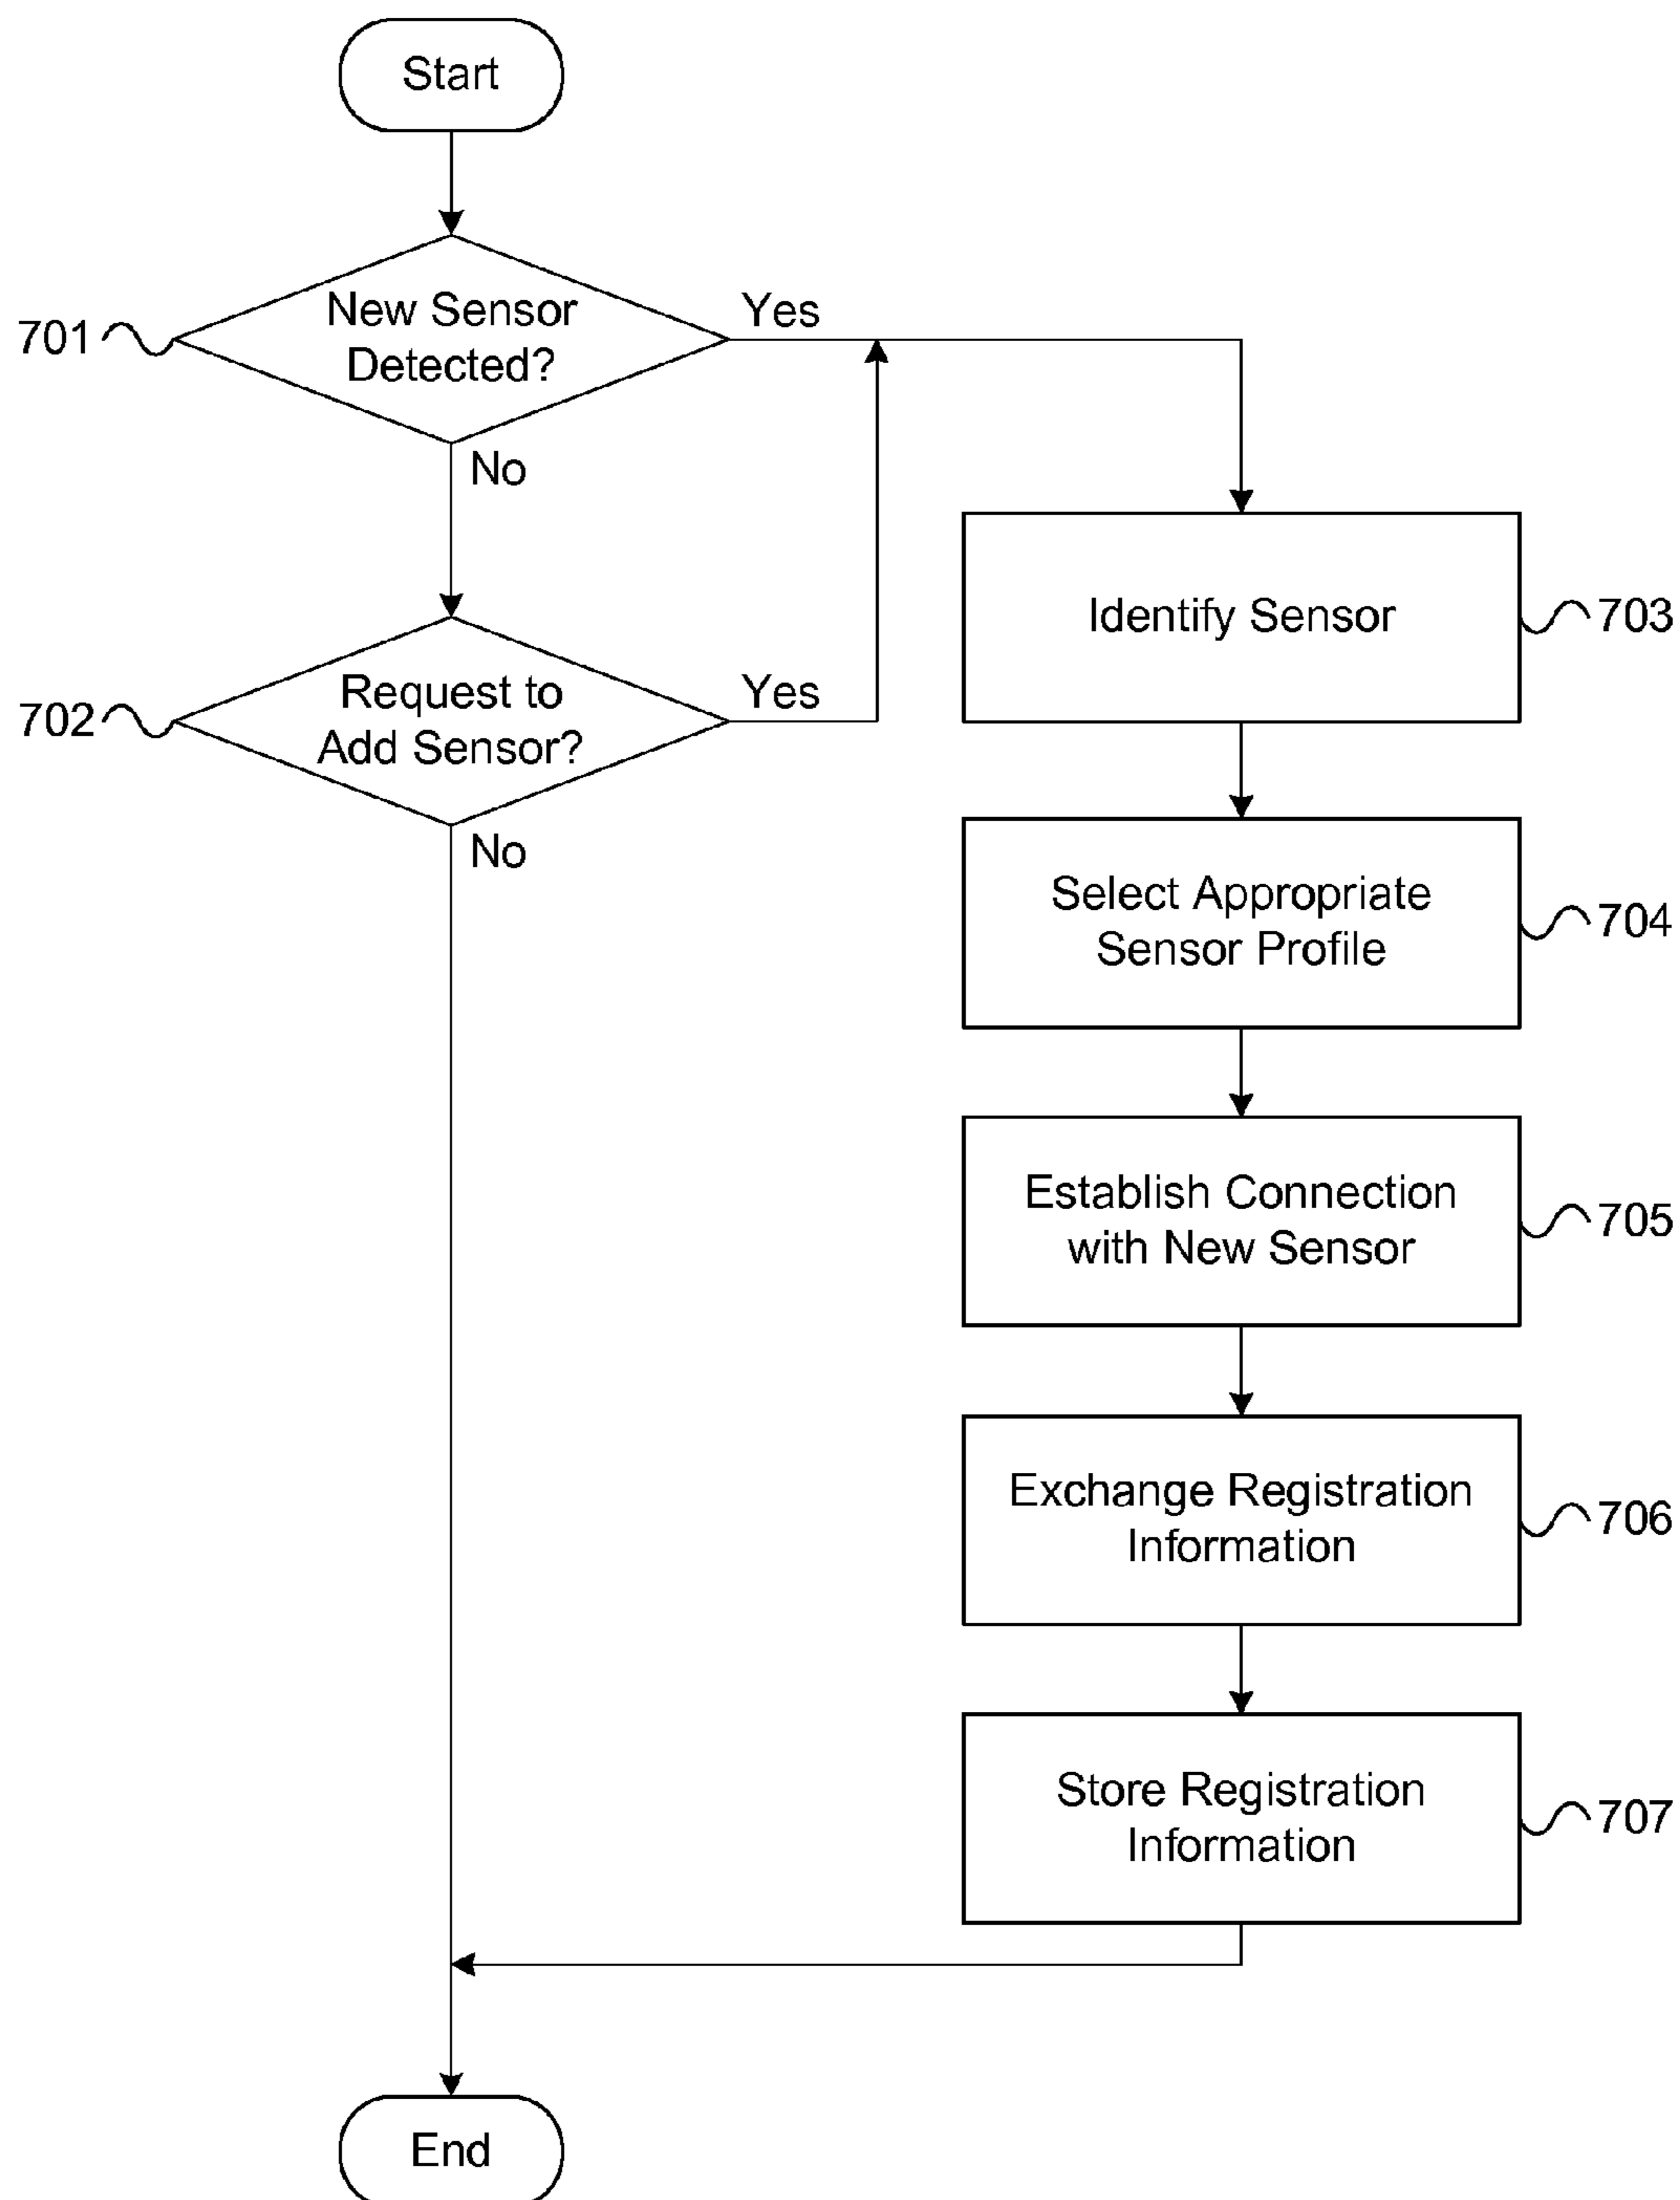 Start
701
New Sensor
Detected?
Yes
No
702
Request to
Add Sensor?
Yes
No
Identify Sensor
703
Select Appropriate
Sensor Profile
704
Establish Connection
with New Sensor
705
Exchange Registration
Information
706
Store Registration
Information
707
End